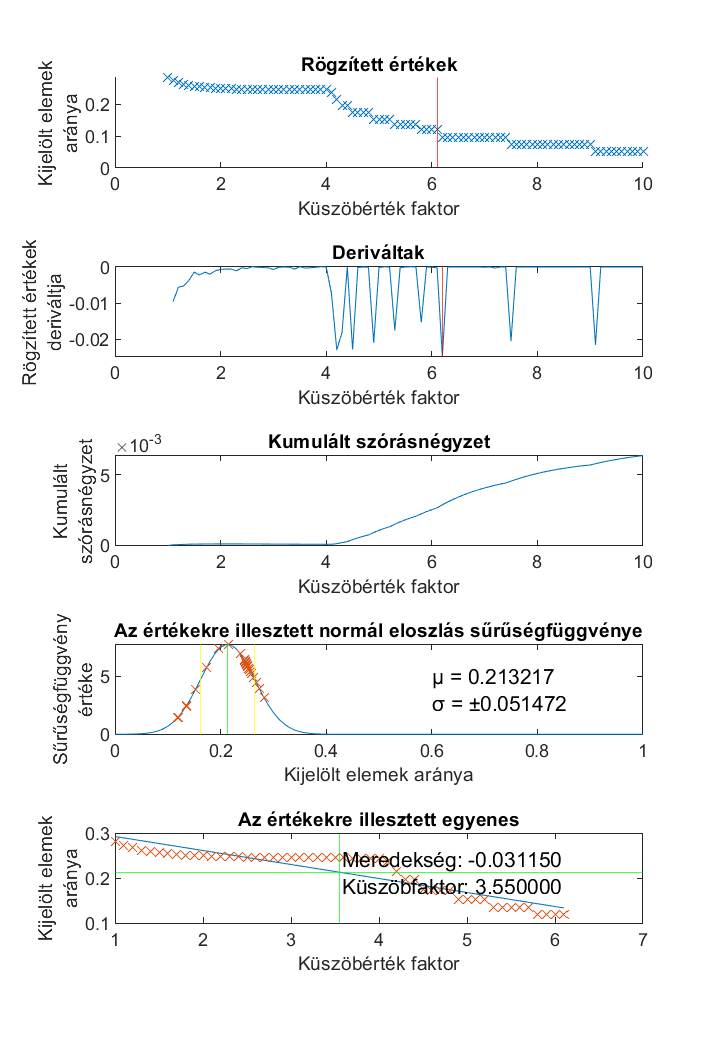 Rögzített értékek
Kijelölt elemek
aránya
0.2
0.1
0
0 2 4 6 8 10
Küszöbérték faktor
Deriváltak
Rögzített értékek
deriváltja
0
-0.01
-0.02
0 2 4 6 8 10
Küszöbérték faktor
Kumulált szórásnégyzet
×10-3
Kumulált
szórásnégyzet
5
0
0 2 4 6 8 10
Küszöbérték faktor
Az értékekre illesztett normál eloszlás sűrűségfüggvénye
Sűrűségfüggvény
értéke
5
0
μ = 0.213217
σ = ±0.051472
0 0.2 0.4 0.6 0.8 1
Kijelölt elemek aránya
Az értékekre illesztett egyenes
Kijelölt elemek
aránya
0.3
0.2
0.1
Meredekség: -0.031150
Küszöbfaktor: 3.550000
1 2 3 4 5 6 7
Küszöbérték faktor